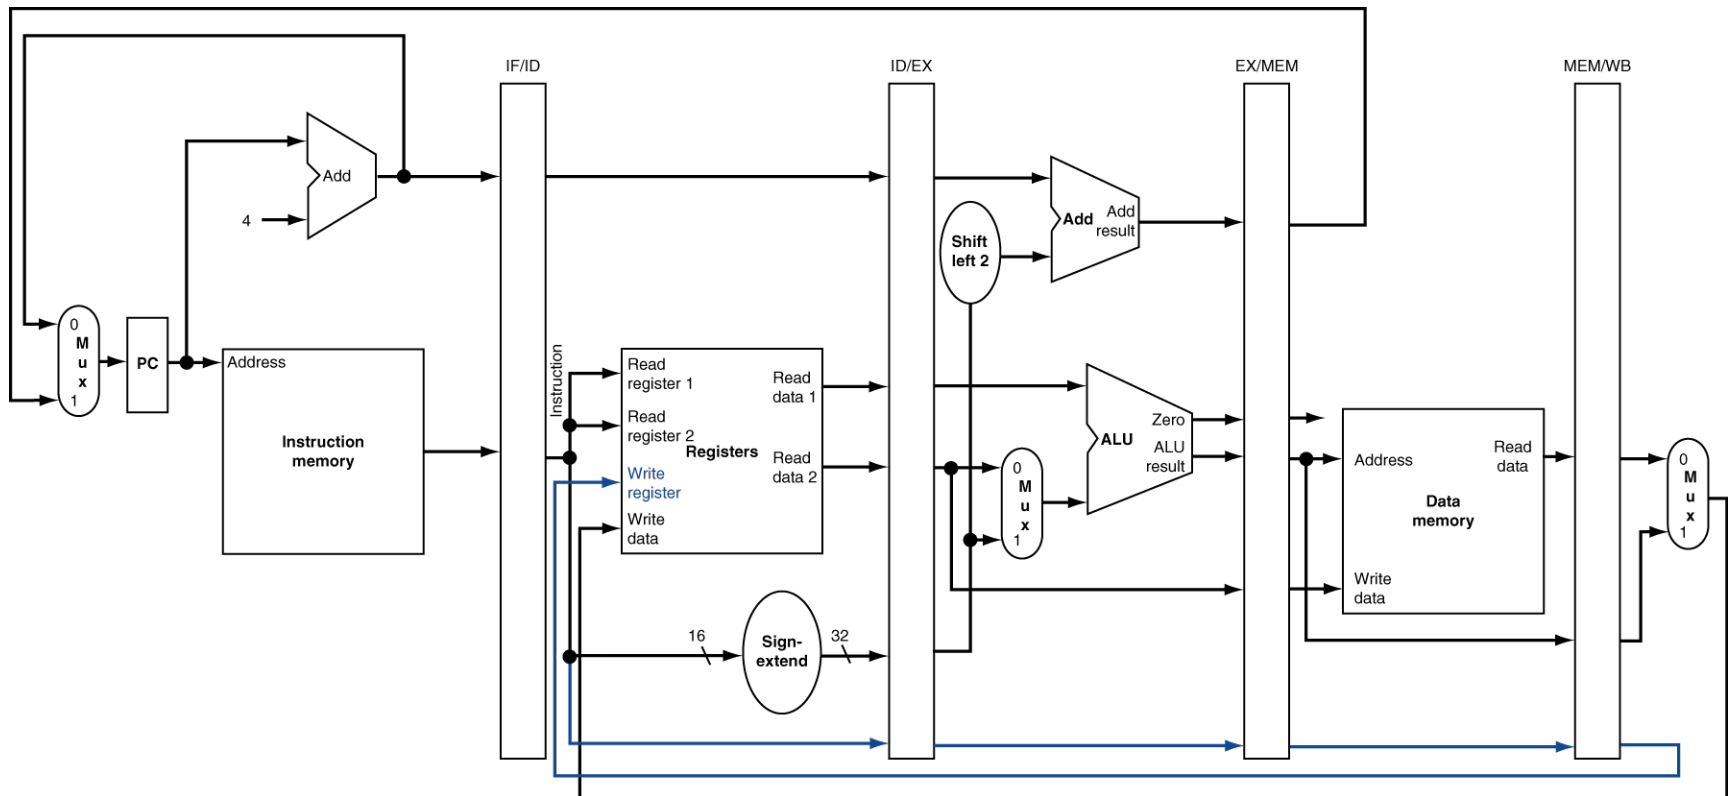 IF/ID
ID/EX
EX/MEM
MEM/WB
Add
4
Add
Add
result
Shift
left 2
0
M
u
x
1
PC
Address
Instruction
memory
Instruction
Read
register 1
Read
register 2
Write
register
Write
data
Registers
Read
data 1
Read
data 2
16
Sign-
extend
32
0
M
u
x
1
ALU
Zero
ALU
result
Address
Read
data
Data
memory
Write
data
0
M
u
x
1